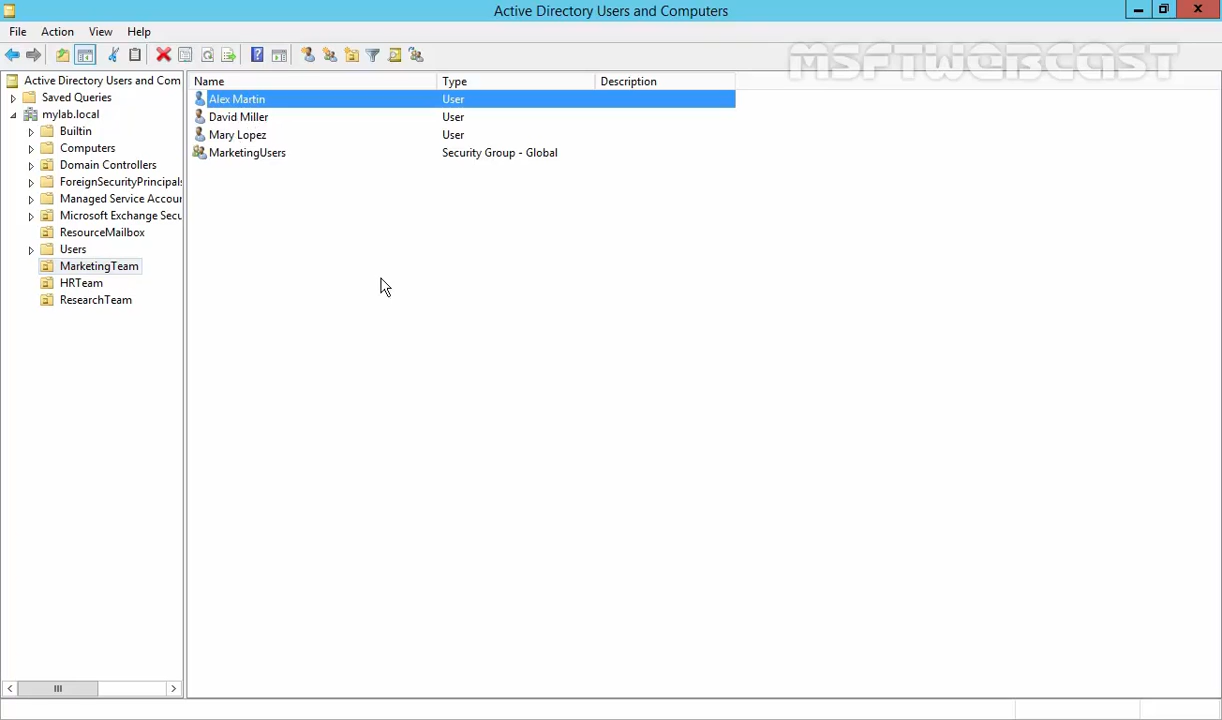 Active Directory Users and Computers
File Action View Help
MSFTWEBCAST
Active Directory Users and Com
Saved Queries
mylab.local
Builtin
Computers
Domain Controllers
ForeignSecurityPrincipals
Managed Service Accour
Microsoft Exchange Secu
ResourceMailbox
Users
MarketingTeam
HRTeam
ResearchTeam
Name Type Description
Alex Martin User
David Miller User
Mary Lopez User
MarketingUsers Security Group - Global